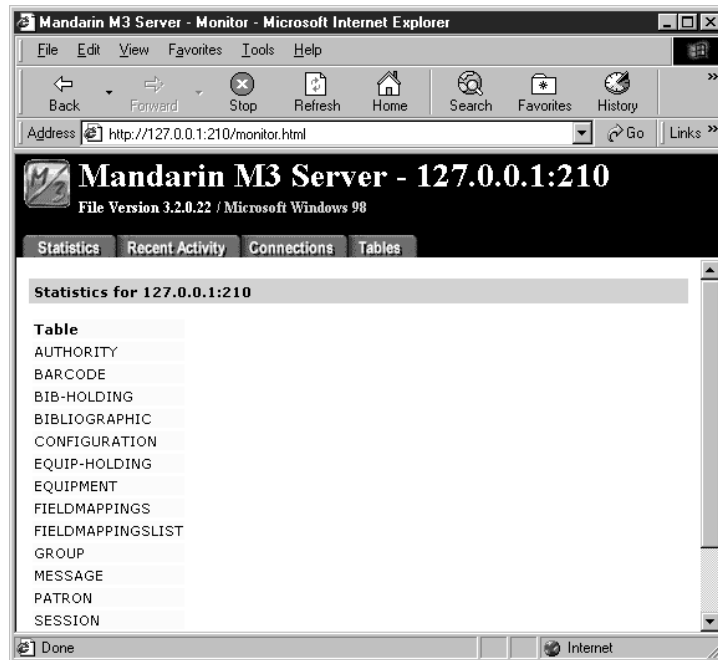 Mandarin M3 Server - Monitor - Microsoft Internet Explorer
File Edit View Favorites Tools Help
Back Forward Stop Refresh Home Search Favorites History »
Address http://127.0.0.1:210/monitor.html Go Links »
M3 Mandarin M3 Server - 127.0.0.1:210
File Version 3.2.0.22 / Microsoft Windows 98
Statistics Recent Activity Connections Tables
Statistics for 127.0.0.1:210
Table
AUTHORITY
BARCODE
BIB-HOLDING
BIBLIOGRAPHIC
CONFIGURATION
EQUIP-HOLDING
EQUIPMENT
FIELDMAPPINGS
FIELDMAPPINGSLIST
GROUP
MESSAGE
PATRON
SESSION
Done Internet